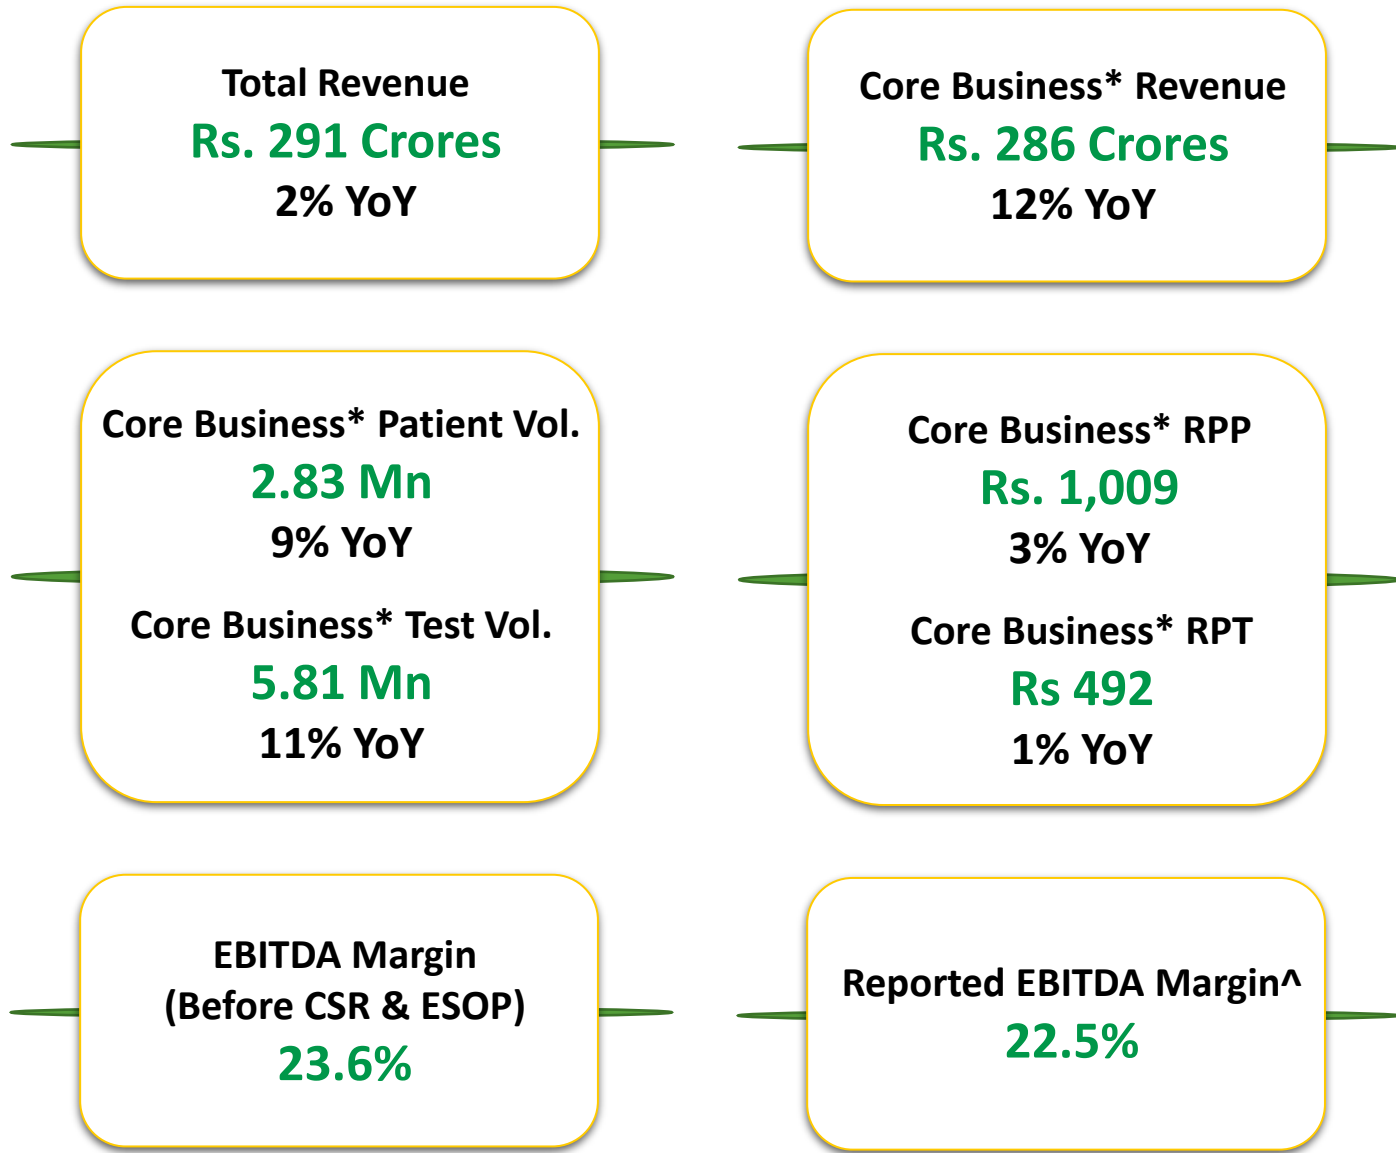 Total Revenue
Rs. 291 Crores
2% YoY
Core Business* Revenue
Rs. 286 Crores
12% YoY
Core Business* Patient Vol.
2.83 Mn
9% YoY
Core Business* Test Vol.
5.81 Mn
11% YoY
Core Business* RPP
Rs. 1,009
3% YoY
Core Business* RPT
Rs 492
1% YoY
EBITDA Margin
(Before CSR & ESOP)
23.6%
Reported EBITDA Margin^
22.5%